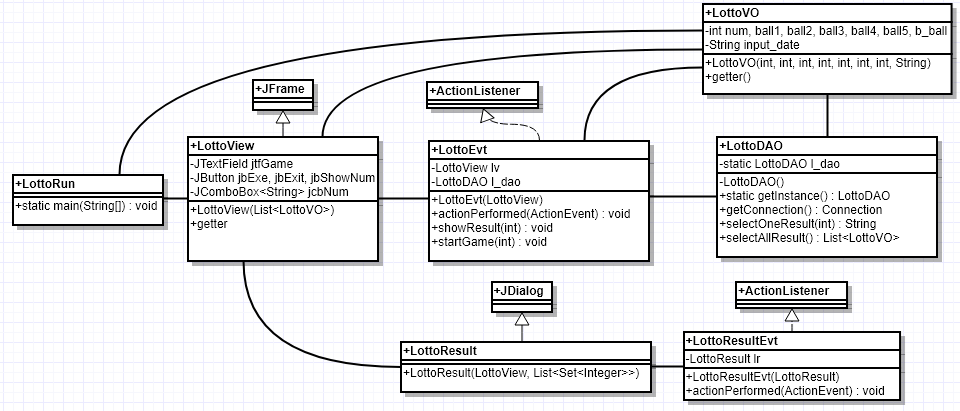 +LottoVO
-int num, ball1, ball2, ball3, ball4, ball5, b_ball
-String input_date
+LottoVO(int, int, int, int, int, int, int, String)
+getter()
+JFrame
+ActionListener
+LottoRun
+static main(String[]) : void
+LottoView
-JTextField jtfGame
-JButton jbExe, jbExit, jbShowNum
-JComboBox<String> jcbNum
+LottoView(List<LottoVO>)
+getter
+LottoEvt
-LottoView lv
-LottoDAO l_dao
+LottoEvt(LottoView)
+actionPerformed(ActionEvent) : void
+showResult(int) : void
+startGame(int) : void
+LottoDAO
-static LottoDAO l_dao
-LottoDAO()
+static getInstance() : LottoDAO
+getConnection() : Connection
+selectOneResult(int) : String
+selectAllResult() : List<LottoVO>
+JDialog
+ActionListener
+LottoResult
+LottoResult(LottoView, List<Set<Integer>>)
+LottoResultEvt
-LottoResult lr
+LottoResultEvt(LottoResult)
+actionPerformed(ActionEvent) : void